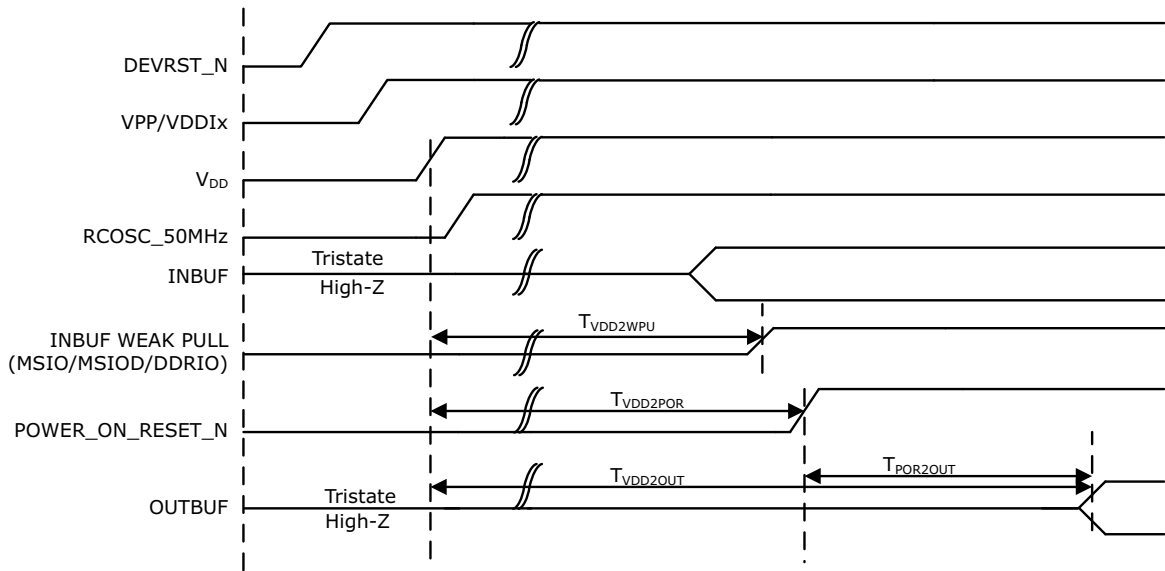 DEVRST_N
VPP/VDDIx
VDD
RCOSC_50MHz
INBUF
Tristate
High-Z
INBUF WEAK PULL
(MSIO/MSIOD/DDRIO)
TVDD2WPU
POWER_ON_RESET_N
TVDD2POR
OUTBUF
Tristate
High-Z
TVDD2OUT
TPOR2OUT